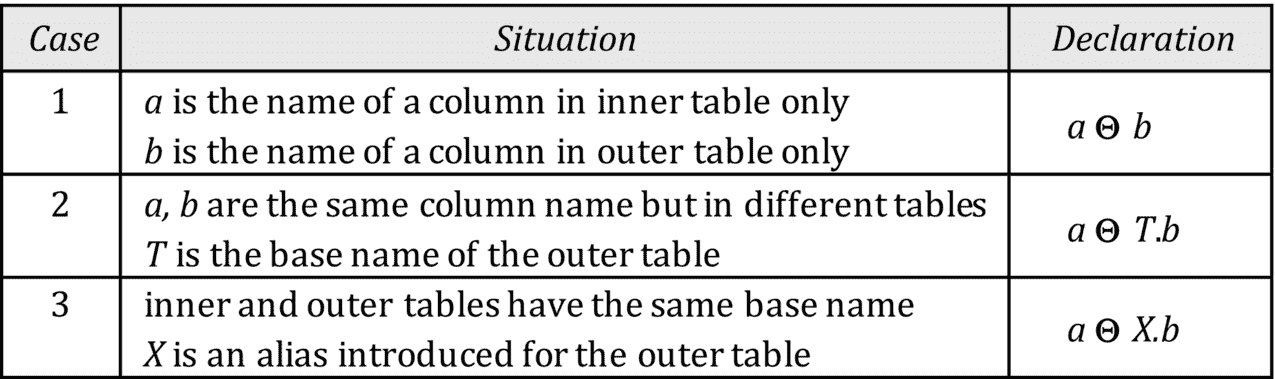 Case Situation Declaration
1 a is the name of a column in inner table only
b is the name of a column in outer table only
a Θ b
2 a, b are the same column name but in different tables
T is the base name of the outer table
a Θ T.b
3 inner and outer tables have the same base name
X is an alias introduced for the outer table
a Θ X.b